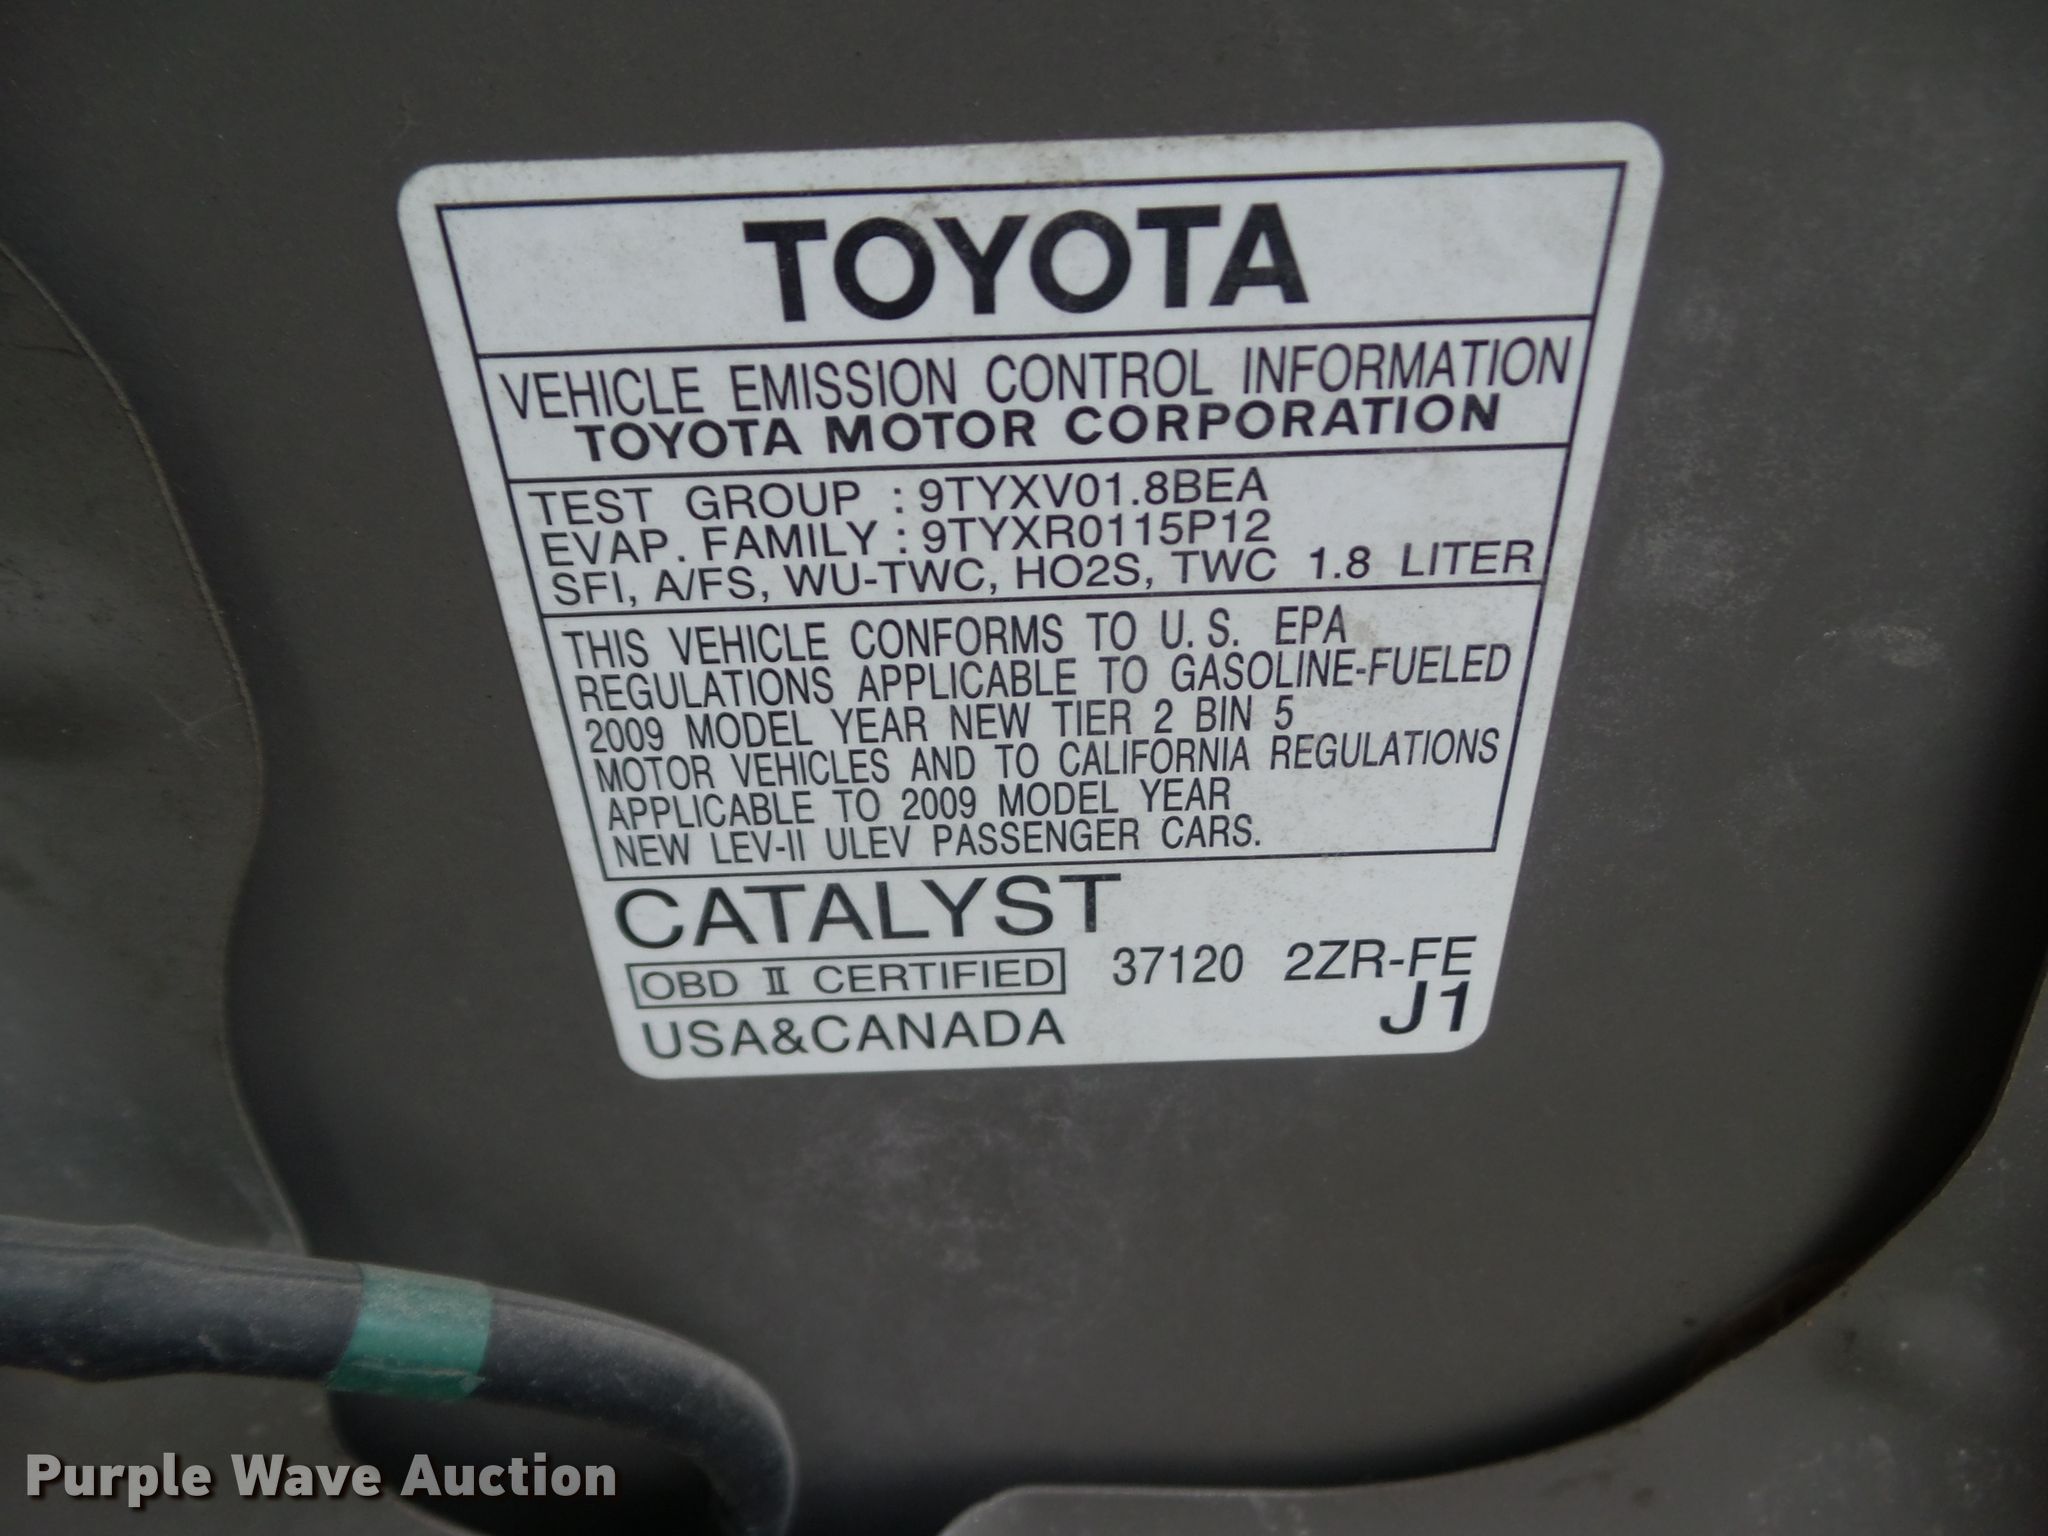 TOYOTA
VEHICLE EMISSION CONTROL INFORMATION
TOYOTA MOTOR CORPORATION
TEST GROUP : 9TYXV01.8BEA
EVAP. FAMILY : 9TYXR0115P12
SFI, A/FS, WU-TWC, HO2S, TWC 1.8 LITER
THIS VEHICLE CONFORMS TO U.S. EPA
REGULATIONS APPLICABLE TO GASOLINE-FUELED
2009 MODEL YEAR NEW TIER 2 BIN 5
MOTOR VEHICLES AND TO CALIFORNIA REGULATIONS
APPLICABLE TO 2009 MODEL YEAR
NEW LEV-II ULEV PASSENGER CARS.
CATALYST
OBD II CERTIFIED 37120 2ZR-FE
USA&CANADA J1
Purple Wave Auction